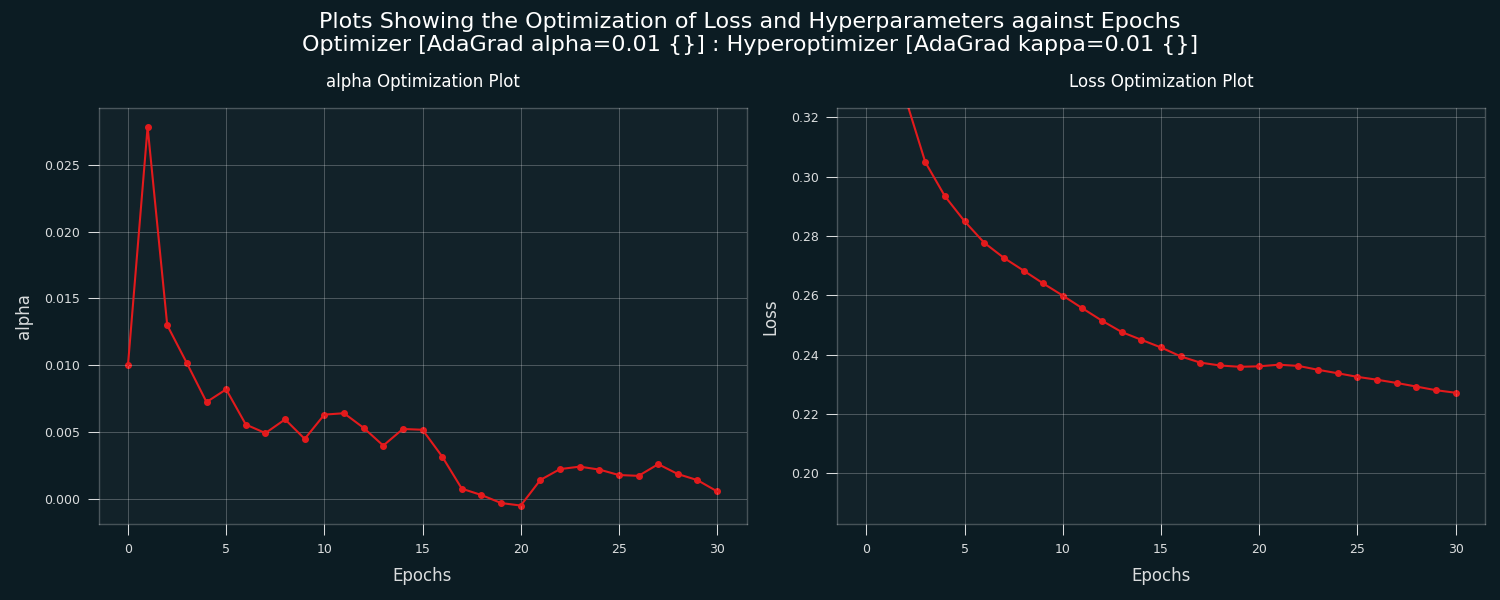 Plots Showing the Optimization of Loss and Hyperparameters against Epochs
Optimizer [AdaGrad alpha=0.01 {}] : Hyperoptimizer [AdaGrad kappa=0.01 {}]
alpha Optimization Plot
alpha
0.025
0.020
0.015
0.010
0.005
0.000
0 5 10 15 20 25 30
Epochs
Loss Optimization Plot
Loss
0.32
0.30
0.28
0.26
0.24
0.22
0.20
0 5 10 15 20 25 30
Epochs